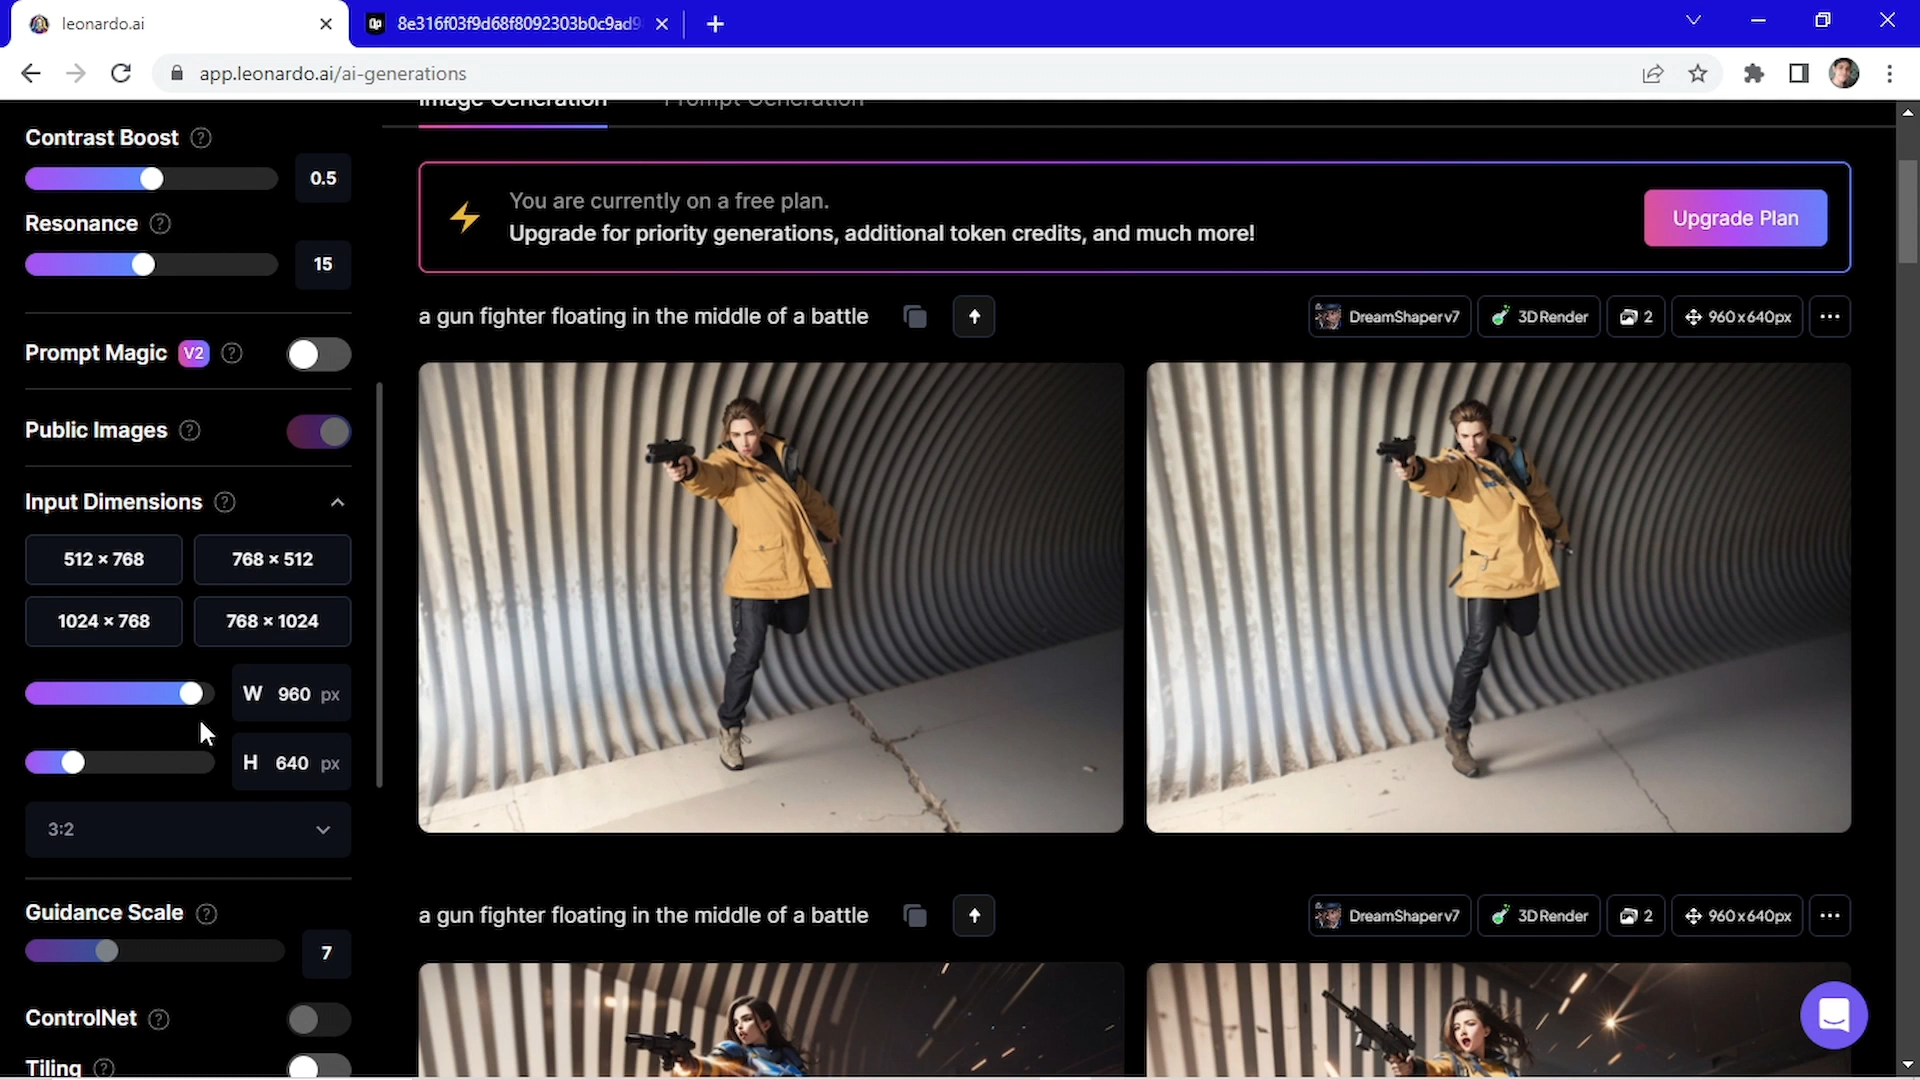 leonardo.ai
8e316f03f9d68f8092303b0c9ad9
app.leonardo.ai/ai-generations
Image Generation
Prompt Generation
Contrast Boost
0.5
Resonance
15
Prompt Magic V2
Public Images
Input Dimensions
512 × 768
768 × 512
1024 × 768
768 × 1024
W 960 px
H 640 px
3:2
Guidance Scale
7
ControlNet
Tiling
You are currently on a free plan.
Upgrade for priority generations, additional token credits, and much more!
Upgrade Plan
a gun fighter floating in the middle of a battle
DreamShaper v7
3D Render
2
960 x 640px
a gun fighter floating in the middle of a battle
DreamShaper v7
3D Render
2
960 x 640px